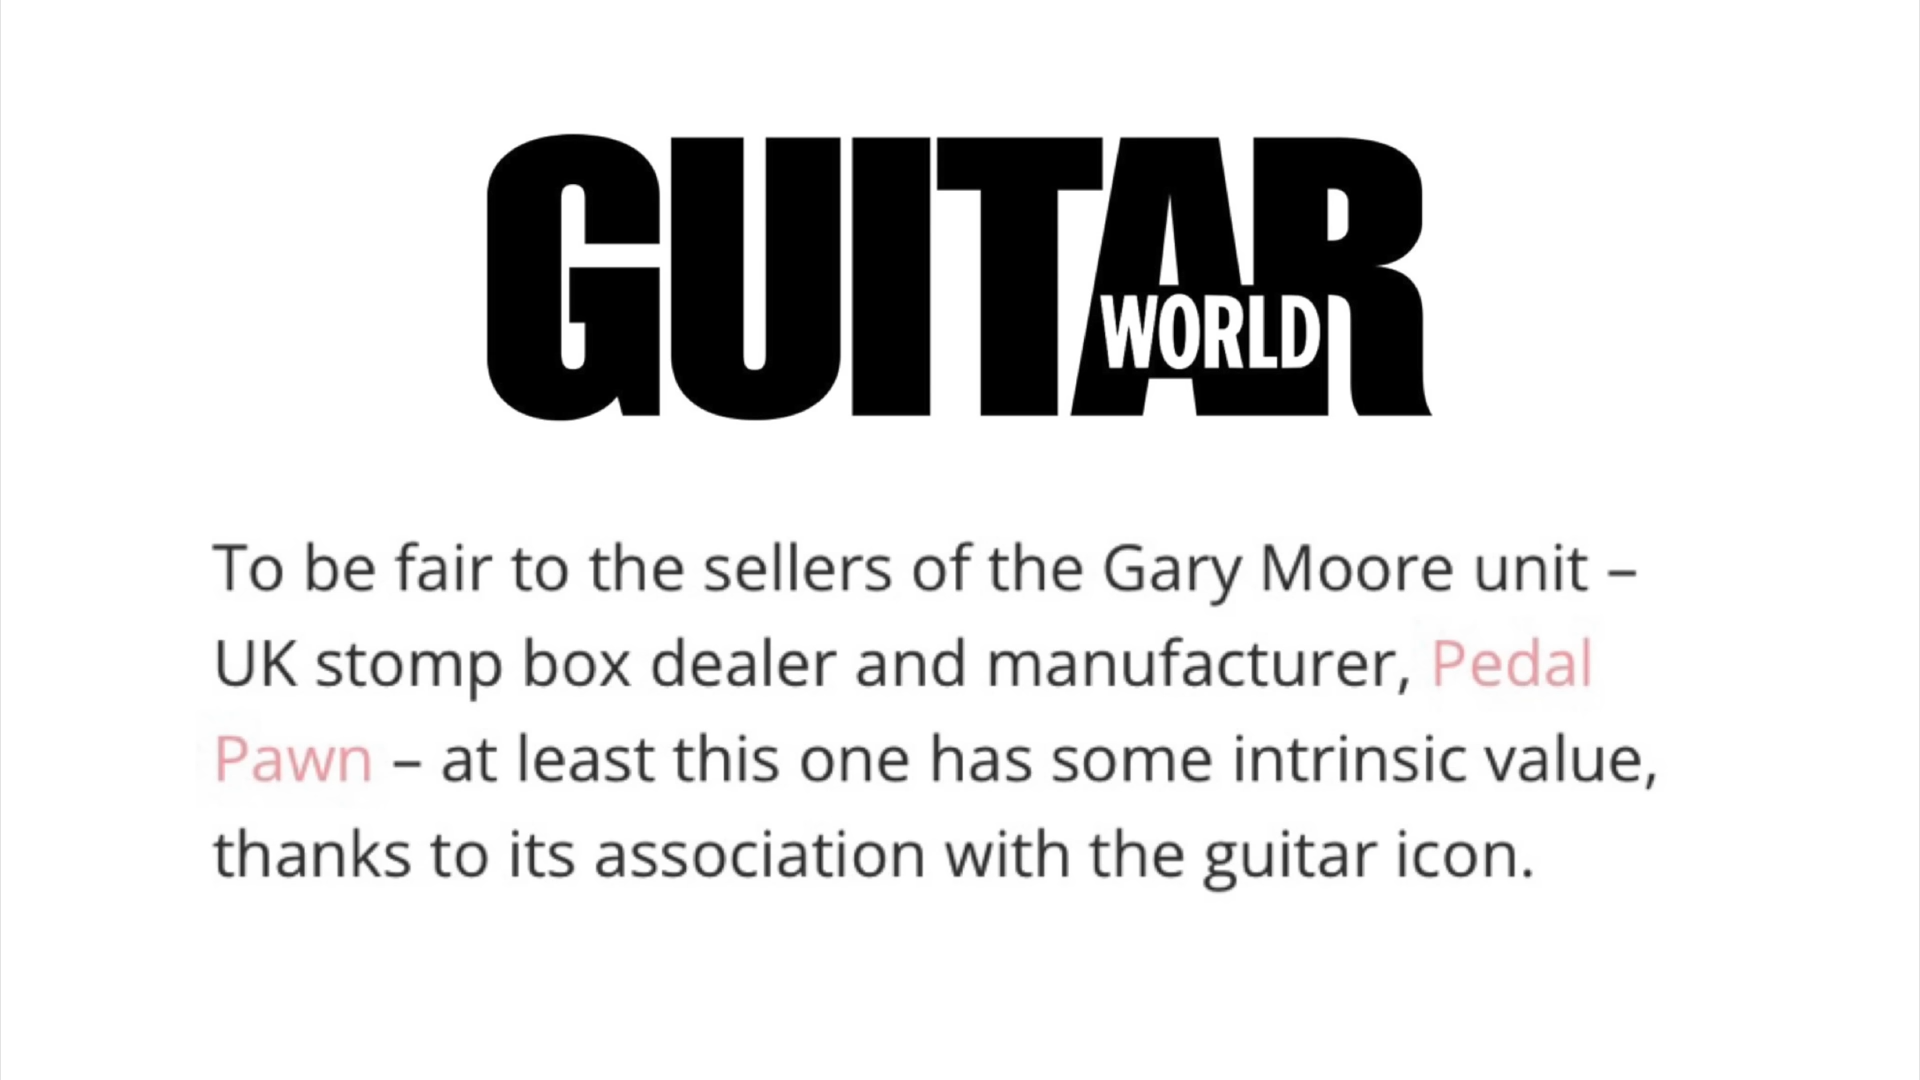 GUITAR
WORLD
To be fair to the sellers of the Gary Moore unit –
UK stomp box dealer and manufacturer, Pedal
Pawn – at least this one has some intrinsic value,
thanks to its association with the guitar icon.